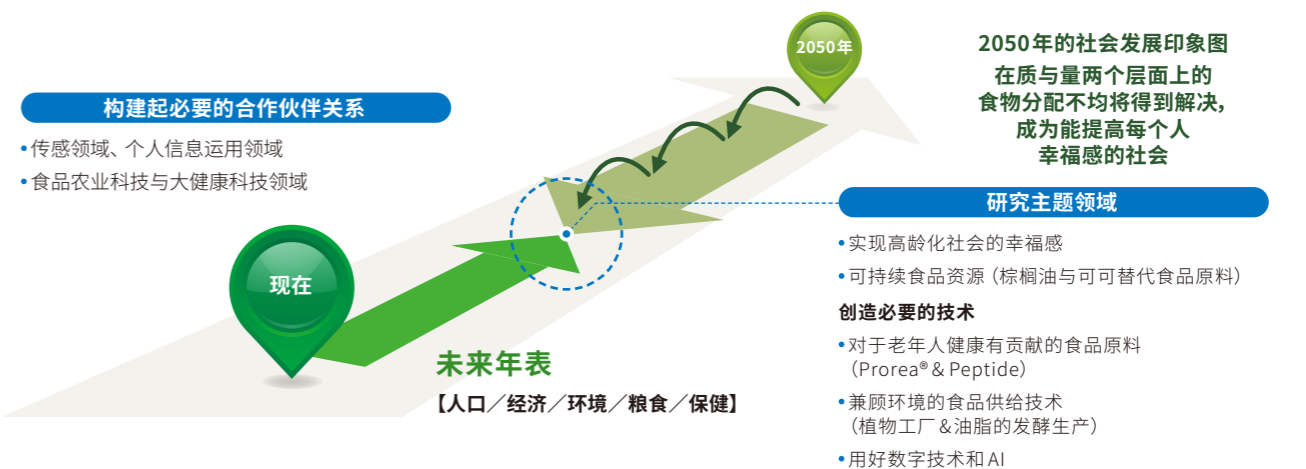 构建起必要的合作伙伴关系
•传感领域、个人信息运用领域
•食品农业科技与大健康科技领域
现在
未来年表
【人口／经济／环境／粮食／保健】
2050年
2050年的社会发展印象图
在质与量两个层面上的
食物分配不均将得到解决,
成为能提高每个人
幸福感的社会
研究主题领域
•实现高龄化社会的幸福感
•可持续食品资源（棕榈油与可可替代食品原料）
创造必要的技术
•对于老年人健康有贡献的食品原料
（Prorea®＆Peptide）
•兼顾环境的食品供给技术
（植物工厂＆油脂的发酵生产）
•用好数字技术和AI